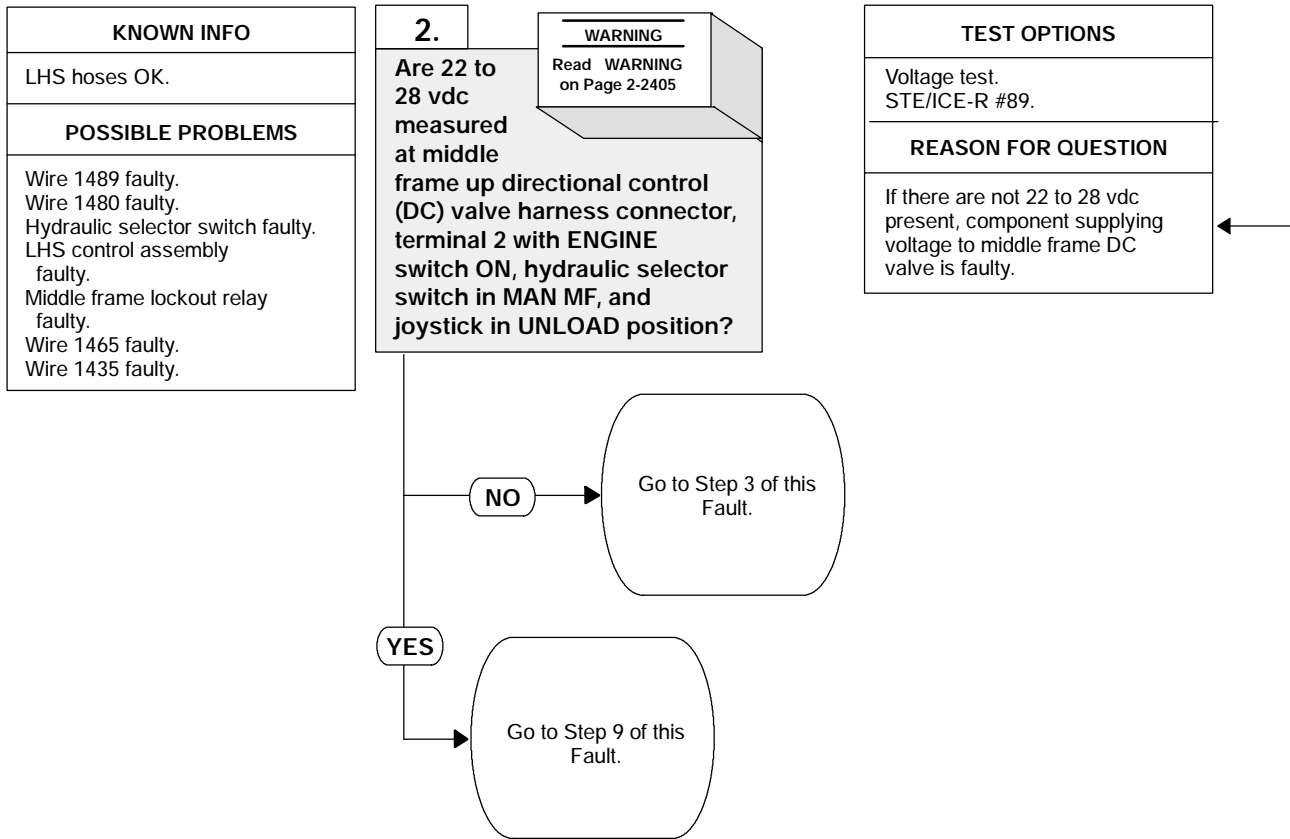 KNOWN INFO
LHS hoses OK.
POSSIBLE PROBLEMS
Wire 1489 faulty.
Wire 1480 faulty.
Hydraulic selector switch faulty.
LHS control assembly
faulty.
Middle frame lockout relay
faulty.
Wire 1465 faulty.
Wire 1435 faulty.
2.
WARNING
Read WARNING
on Page 2-2405
Are 22 to
28 vdc
measured
at middle
frame up directional control
(DC) valve harness connector,
terminal 2 with ENGINE
switch ON, hydraulic selector
switch in MAN MF, and
joystick in UNLOAD position?
TEST OPTIONS
Voltage test.
STE/ICE-R #89.
REASON FOR QUESTION
If there are not 22 to 28 vdc
present, component supplying
voltage to middle frame DC
valve is faulty.
NO
Go to Step 3 of this
Fault.
YES
Go to Step 9 of this
Fault.